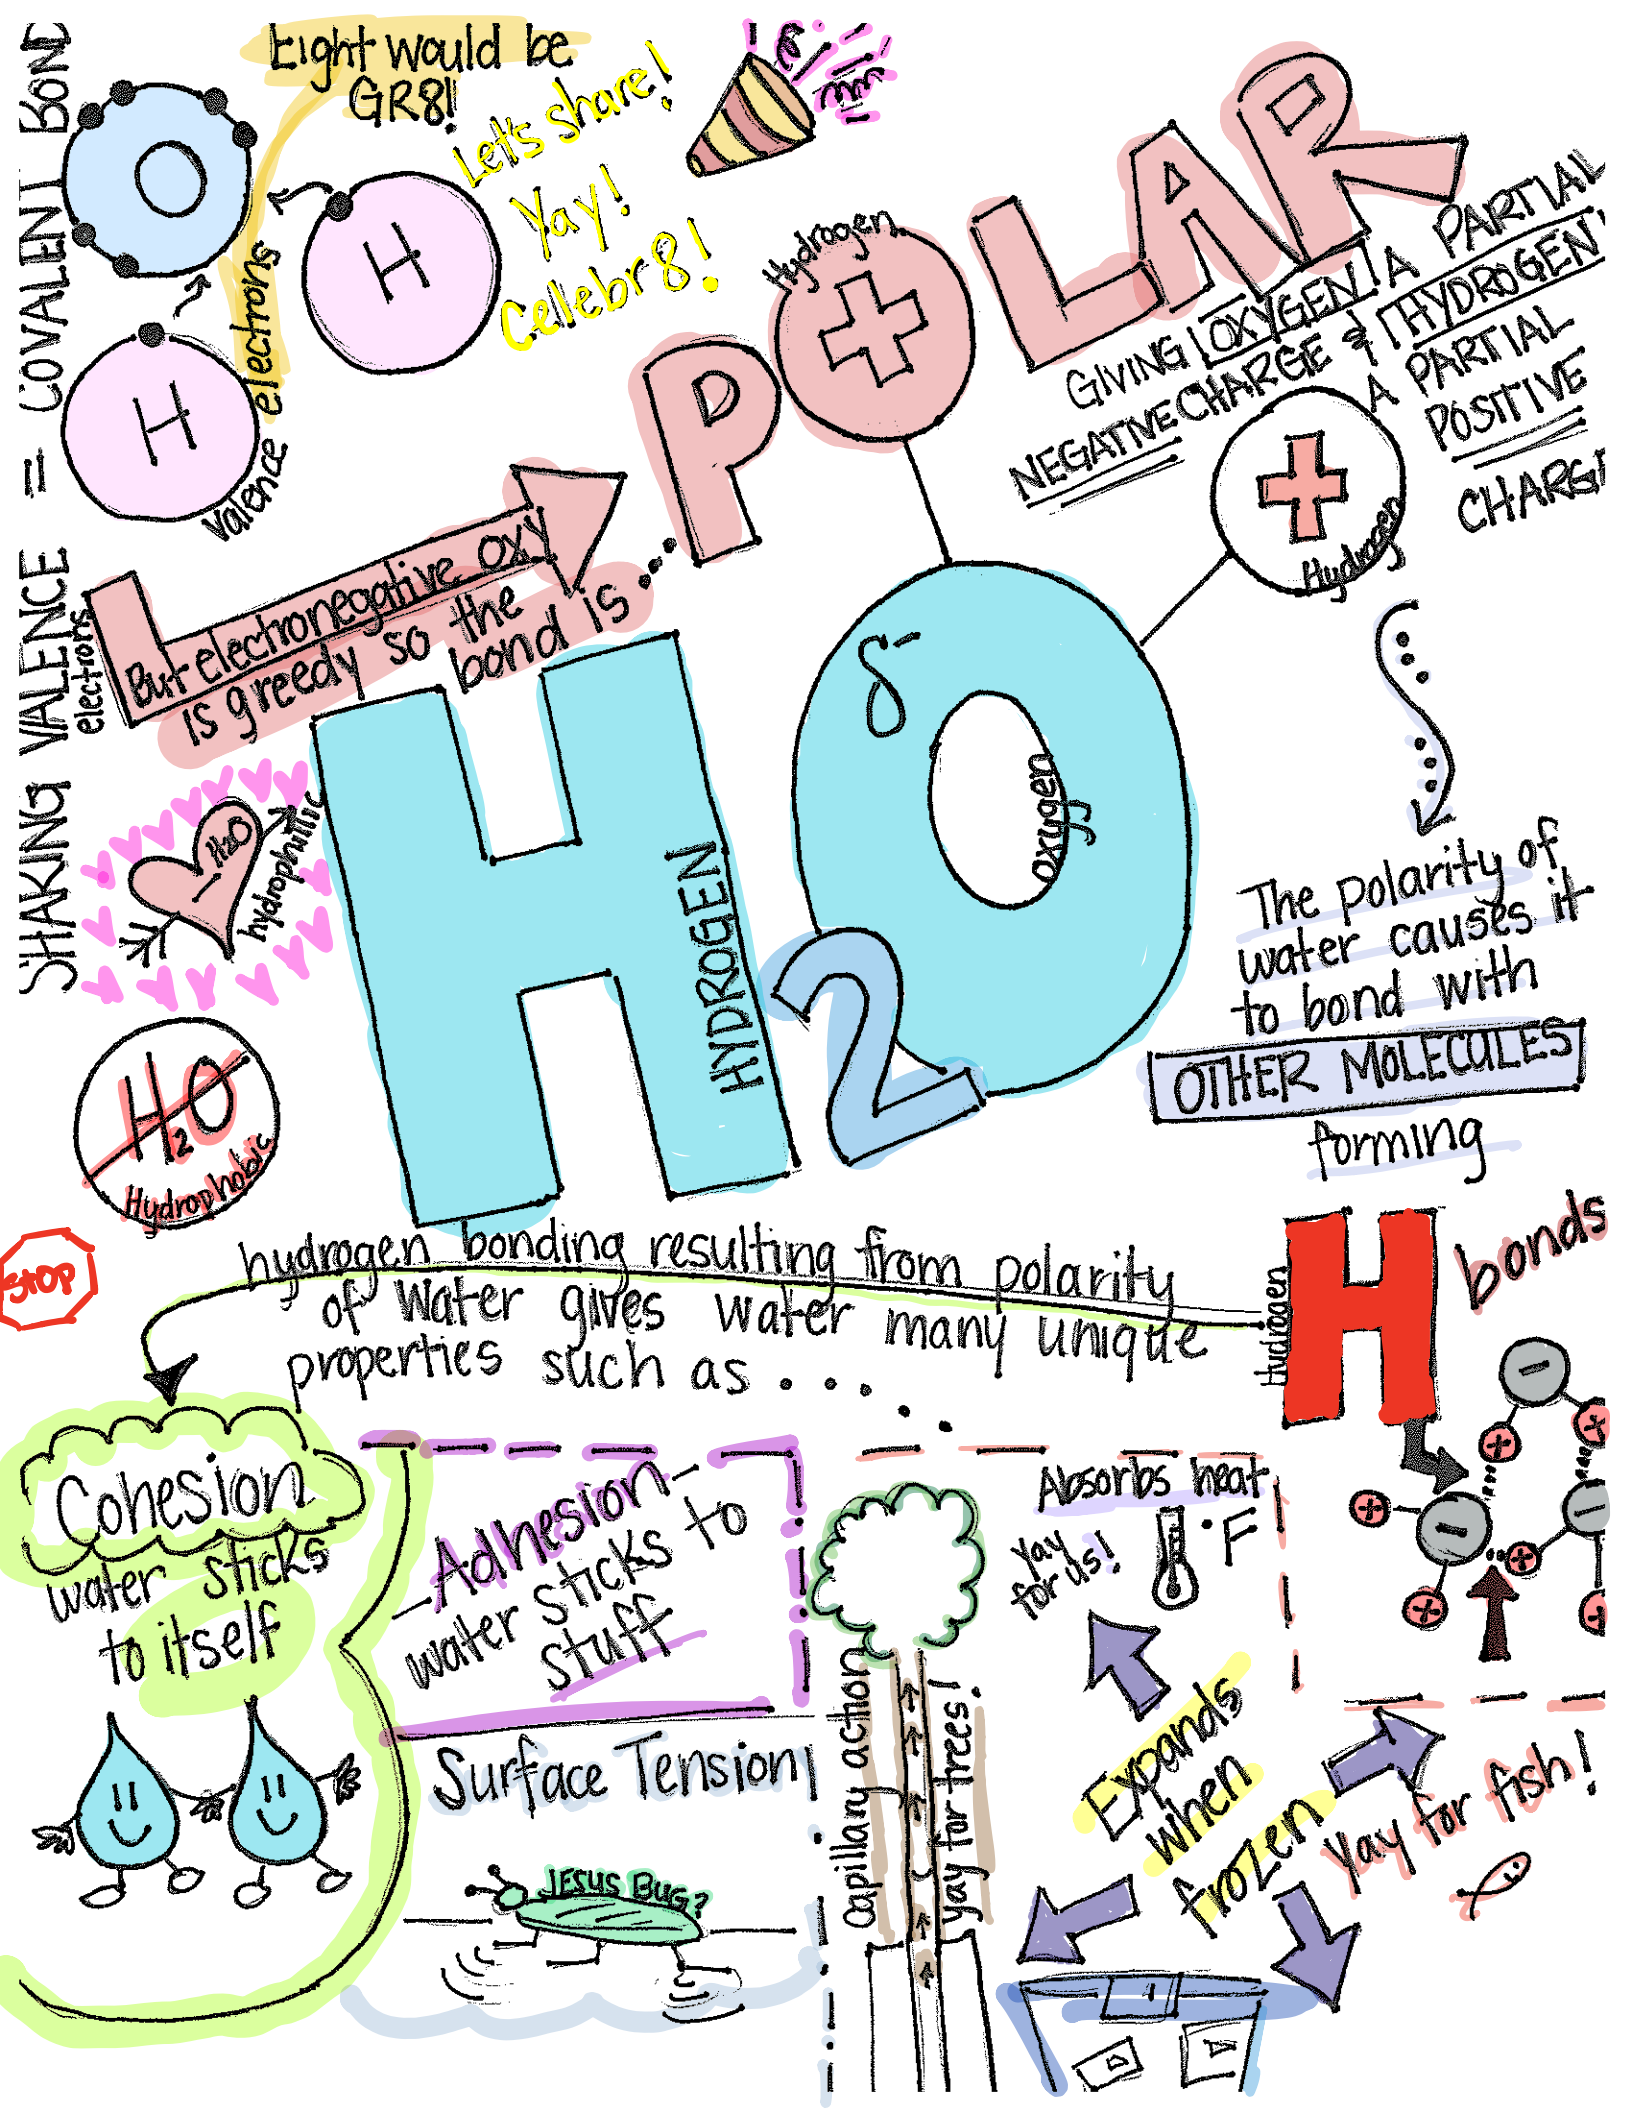 SHAKING VALENCE = COVALENT BOND
electrons
Eight would be
GR8!!
O
H
H
valence electrons
Let's share!
Yay!
Celebr8!
But electronegative oxy
is greedy so the
bond is...
POLAR
Hydrogen
+
GIVING OXYGEN A PARTIAL
NEGATIVE CHARGE & HYDROGEN
A PARTIAL
POSITIVE
CHARGE
+
Hydrogen
H2O
HYDROGEN
δ-
oxygen
H2O
hydrophillic
H2O
Hydrophobic
The polarity of
water causes it
to bond with
OTHER MOLECULES
forming
H bonds
Hydrogen
STOP
hydrogen bonding resulting from polarity
of water gives water many unique
properties such as . . . . .
Cohesion
water sticks
to itself
-Adhesion-
water sticks to
stuff
Surface Tension
JESUS BUG?
capillary action
yay for trees!
Absorbs heat
Yay
for us!
°F
Expands
when
frozen
Yay for fish!
-
+
+
+
-
-
+
+
+